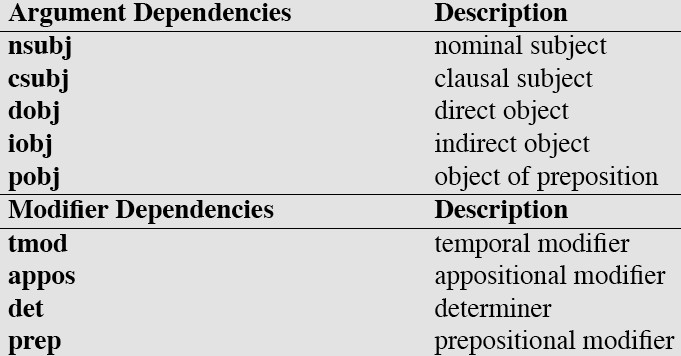 Argument Dependencies Description
nsubj nominal subject
csubj clausal subject
dobj direct object
iobj indirect object
pobj object of preposition
Modifier Dependencies Description
tmod temporal modifier
appos appositional modifier
det determiner
prep prepositional modifier